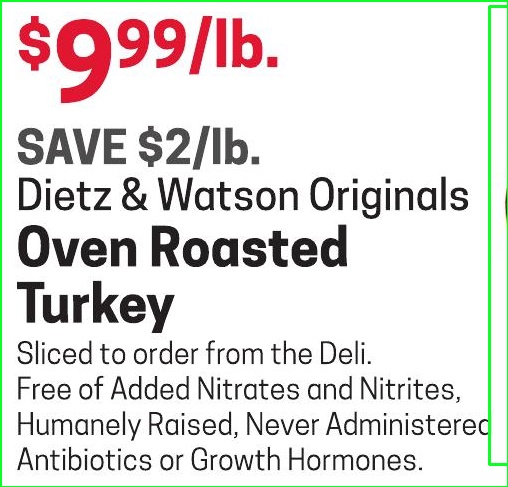 $9.99/lb.
SAVE $2/lb.
Dietz & Watson Originals
Oven Roasted
Turkey
Sliced to order from the Deli.
Free of Added Nitrates and Nitrites,
Humanely Raised, Never Administered
Antibiotics or Growth Hormones.